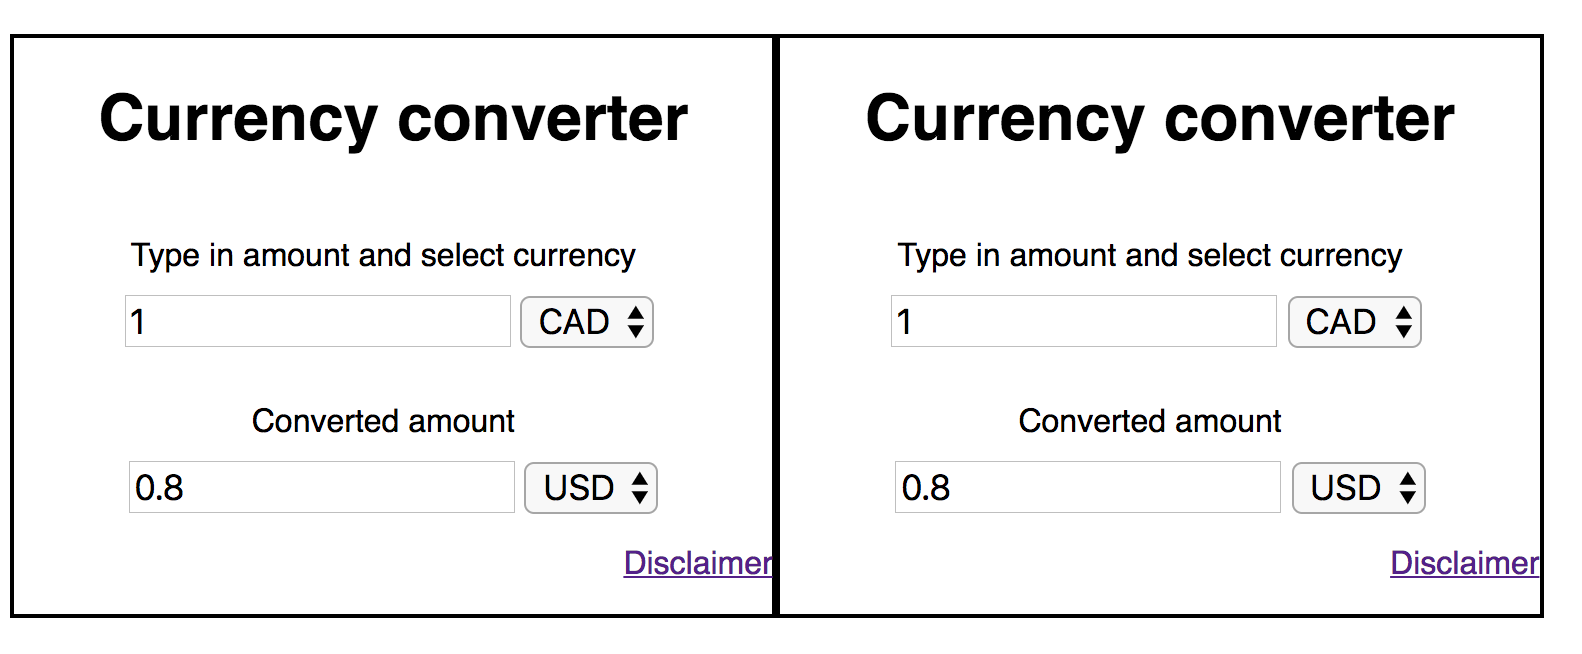 Currency converter
Type in amount and select currency
1 CAD
Converted amount
0.8 USD
Disclaimer
Currency converter
Type in amount and select currency
1 CAD
Converted amount
0.8 USD
Disclaimer